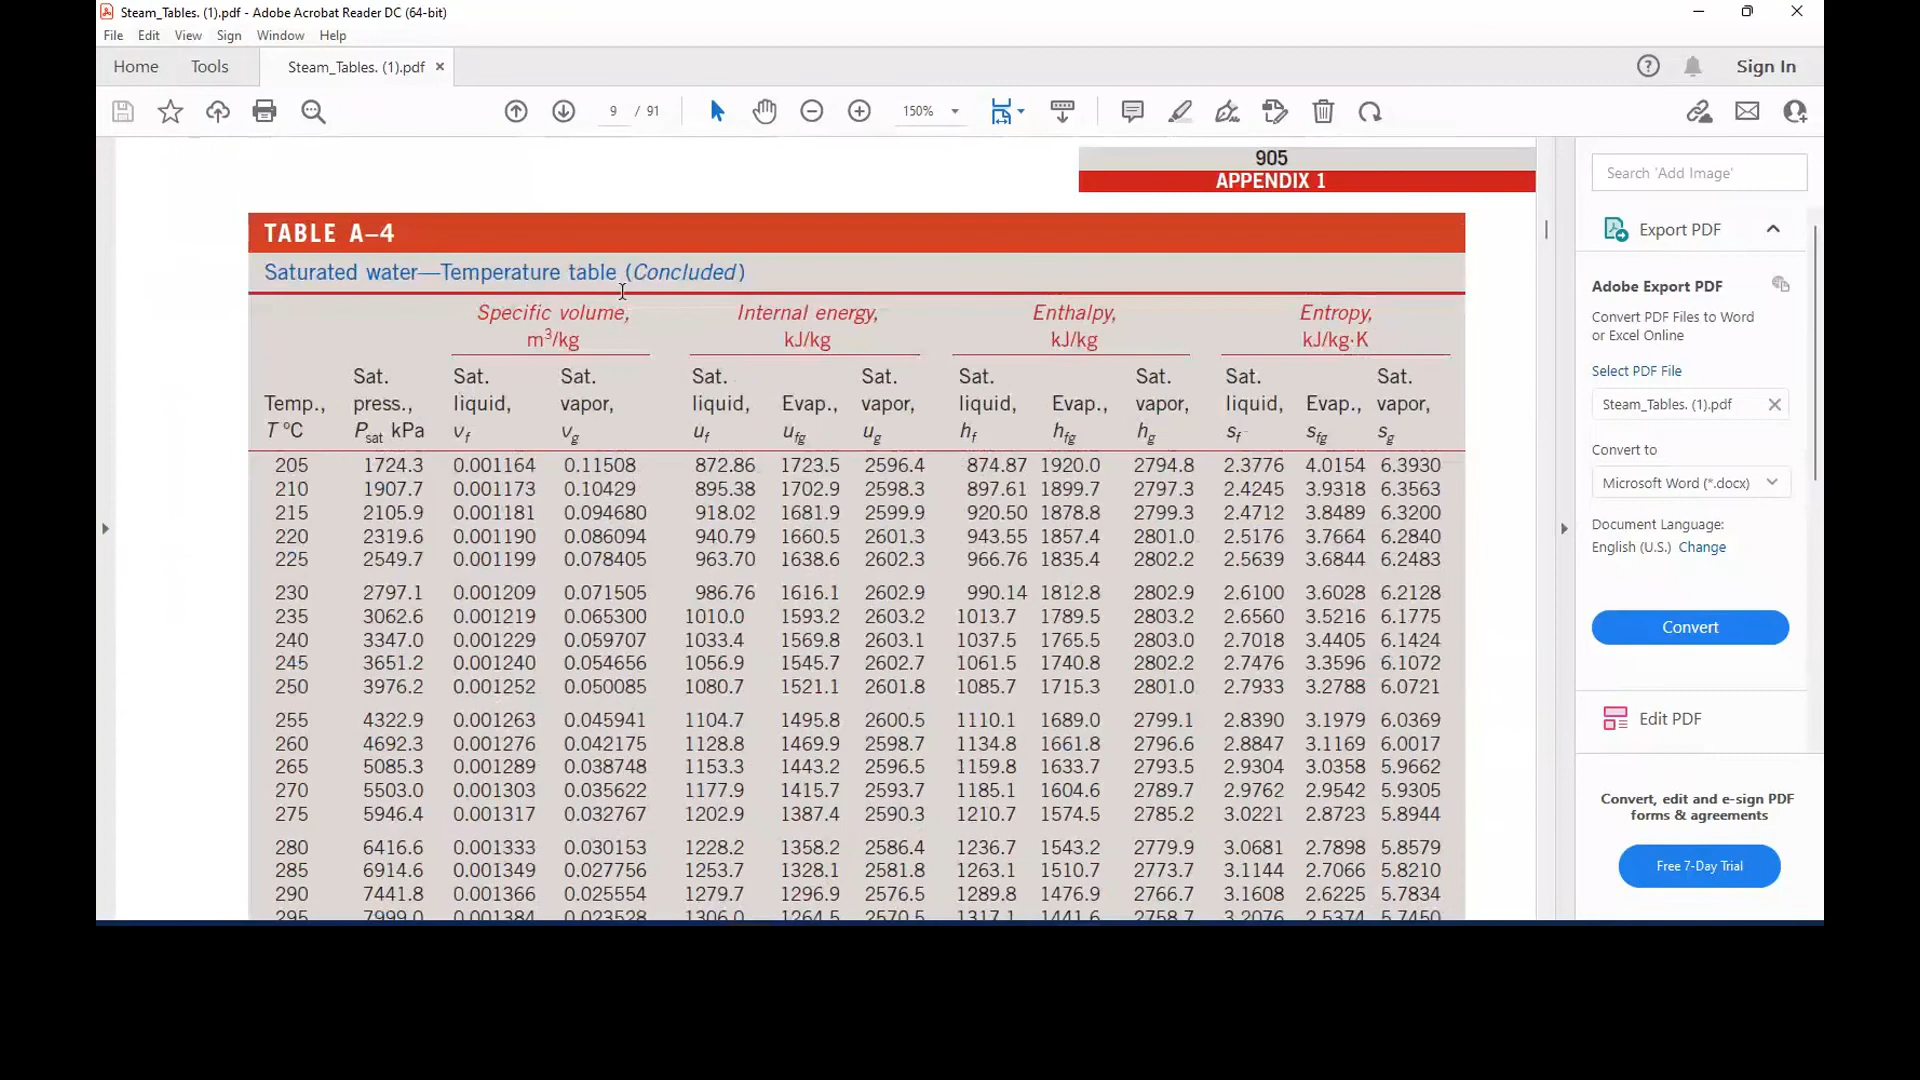 Steam_Tables. (1).pdf - Adobe Acrobat Reader DC (64-bit)
File Edit View Sign Window Help
Home Tools Steam_Tables. (1).pdf × Sign In
9 / 91 150%
905
APPENDIX 1
TABLE A–4
Saturated water—Temperature table (Concluded)
Specific volume, Internal energy, Enthalpy, Entropy,
m³/kg kJ/kg kJ/kg kJ/kg·K
Sat. Sat. Sat. Sat. Sat. Sat. Sat. Sat. Sat.
Temp., press., liquid, vapor, liquid, Evap., vapor, liquid, Evap., vapor, liquid, Evap., vapor,
T °C Psat kPa vf vg uf ufg ug hf hfg hg sf sfg sg
205 1724.3 0.001164 0.11508 872.86 1723.5 2596.4 874.87 1920.0 2794.8 2.3776 4.0154 6.3930
210 1907.7 0.001173 0.10429 895.38 1702.9 2598.3 897.61 1899.7 2797.3 2.4245 3.9318 6.3563
215 2105.9 0.001181 0.094680 918.02 1681.9 2599.9 920.50 1878.8 2799.3 2.4712 3.8489 6.3200
220 2319.6 0.001190 0.086094 940.79 1660.5 2601.3 943.55 1857.4 2801.0 2.5176 3.7664 6.2840
225 2549.7 0.001199 0.078405 963.70 1638.6 2602.3 966.76 1835.4 2802.2 2.5639 3.6844 6.2483
230 2797.1 0.001209 0.071505 986.76 1616.1 2602.9 990.14 1812.8 2802.9 2.6100 3.6028 6.2128
235 3062.6 0.001219 0.065300 1010.0 1593.2 2603.2 1013.7 1789.5 2803.2 2.6560 3.5216 6.1775
240 3347.0 0.001229 0.059707 1033.4 1569.8 2603.1 1037.5 1765.5 2803.0 2.7018 3.4405 6.1424
245 3651.2 0.001240 0.054656 1056.9 1545.7 2602.7 1061.5 1740.8 2802.2 2.7476 3.3596 6.1072
250 3976.2 0.001252 0.050085 1080.7 1521.1 2601.8 1085.7 1715.3 2801.0 2.7933 3.2788 6.0721
255 4322.9 0.001263 0.045941 1104.7 1495.8 2600.5 1110.1 1689.0 2799.1 2.8390 3.1979 6.0369
260 4692.3 0.001276 0.042175 1128.8 1469.9 2598.7 1134.8 1661.8 2796.6 2.8847 3.1169 6.0017
265 5085.3 0.001289 0.038748 1153.3 1443.2 2596.5 1159.8 1633.7 2793.5 2.9304 3.0358 5.9662
270 5503.0 0.001303 0.035622 1177.9 1415.7 2593.7 1185.1 1604.6 2789.7 2.9762 2.9542 5.9305
275 5946.4 0.001317 0.032767 1202.9 1387.4 2590.3 1210.7 1574.5 2785.2 3.0221 2.8723 5.8944
280 6416.6 0.001333 0.030153 1228.2 1358.2 2586.4 1236.7 1543.2 2779.9 3.0681 2.7898 5.8579
285 6914.6 0.001349 0.027756 1253.7 1328.1 2581.8 1263.1 1510.7 2773.7 3.1144 2.7066 5.8210
290 7441.8 0.001366 0.025554 1279.7 1296.9 2576.5 1289.8 1476.9 2766.7 3.1608 2.6225 5.7834
295 7999.0 0.001384 0.023528 1306.0 1264.5 2570.5 1317.1 1441.6 2758.7 3.2076 2.5374 5.7450
Search 'Add Image'
Export PDF
Adobe Export PDF
Convert PDF Files to Word
or Excel Online
Select PDF File
Steam_Tables. (1).pdf
Convert to
Microsoft Word (*.docx)
Document Language:
English (U.S.) Change
Convert
Edit PDF
Convert, edit and e-sign PDF
forms & agreements
Free 7-Day Trial